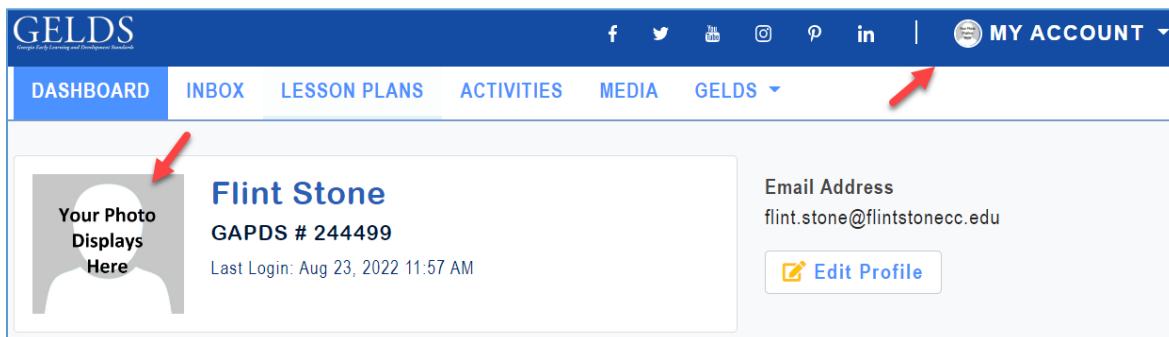 GELDS
Georgia Early Learning and Development Standards
MY ACCOUNT
DASHBOARD INBOX LESSON PLANS ACTIVITIES MEDIA GELDS
Your Photo
Displays
Here
Flint Stone
GAPDS # 244499
Last Login: Aug 23, 2022 11:57 AM
Email Address
flint.stone@flintstonecc.edu
Edit Profile